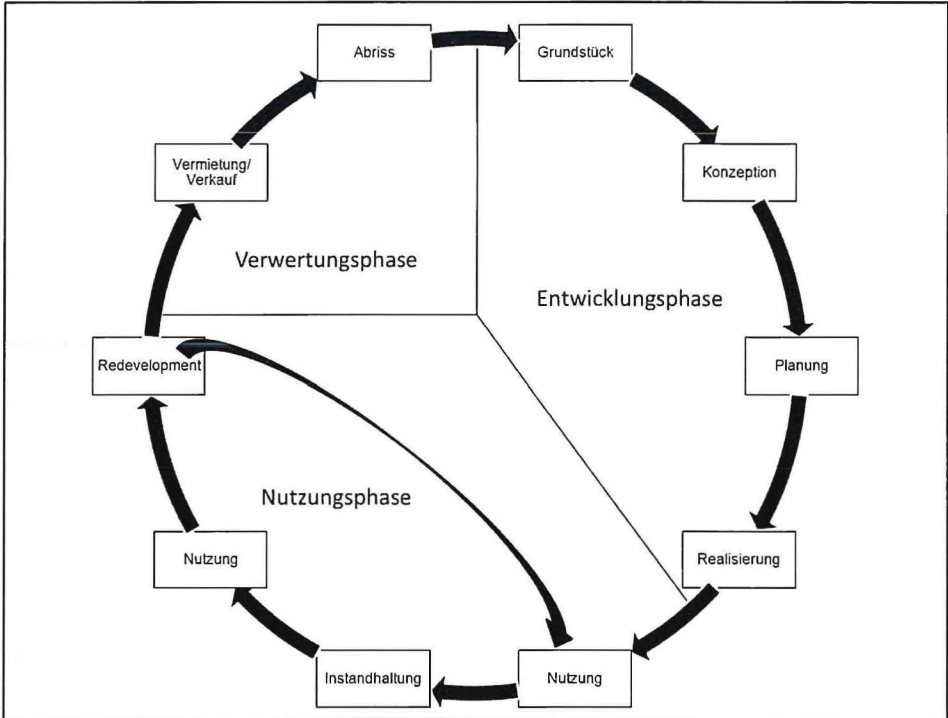 Abriss
Grundstück
Konzeption
Planung
Realisierung
Nutzung
Instandhaltung
Nutzung
Redevelopment
Vermietung/
Verkauf
Verwertungsphase
Entwicklungsphase
Nutzungsphase